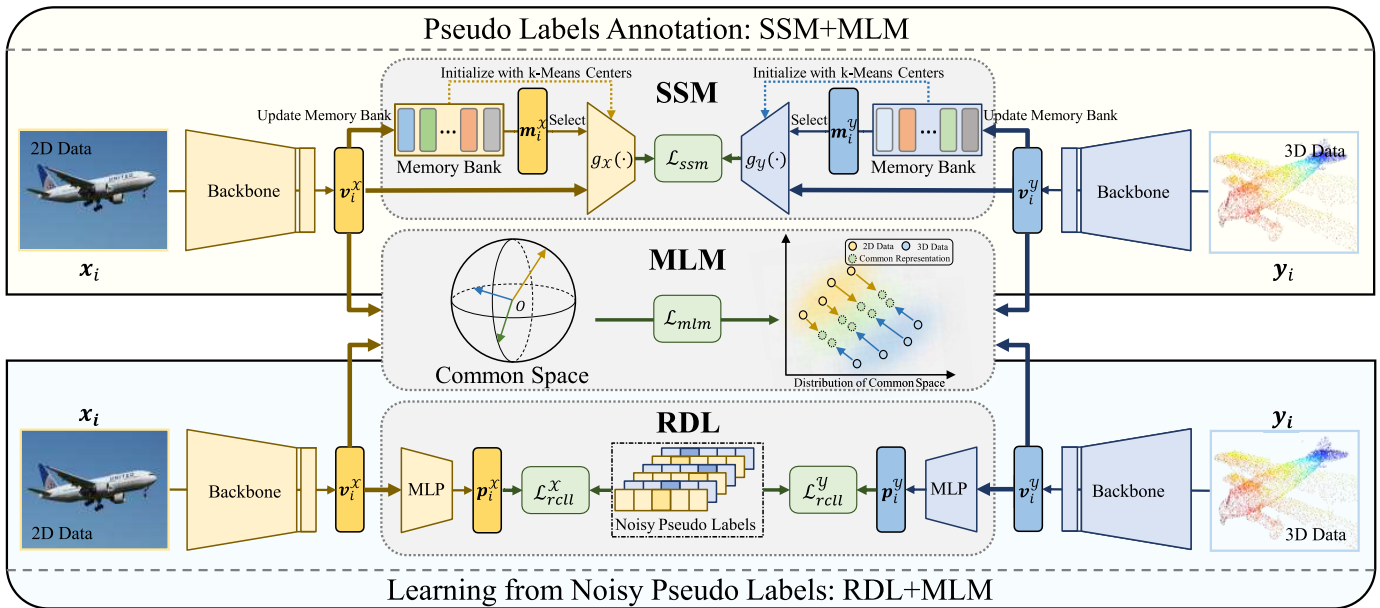 Pseudo Labels Annotation: SSM+MLM
Initialize with k-Means Centers
SSM
Initialize with k-Means Centers
Update Memory Bank
Memory Bank
m_i^x
Select
g_X(·)
L_ssm
g_Y(·)
Select
m_i^y
Memory Bank
Update Memory Bank
2D Data
UNITED
Backbone
v_i^x
v_i^y
Backbone
3D Data
x_i
y_i
MLM
O
Common Space
L_mlm
2D Data
3D Data
Common Representation
Distribution of Common Space
x_i
y_i
RDL
2D Data
Backbone
v_i^x
MLP
p_i^x
L_rcll^X
Noisy Pseudo Labels
L_rcll^Y
p_i^y
MLP
v_i^y
Backbone
3D Data
Learning from Noisy Pseudo Labels: RDL+MLM